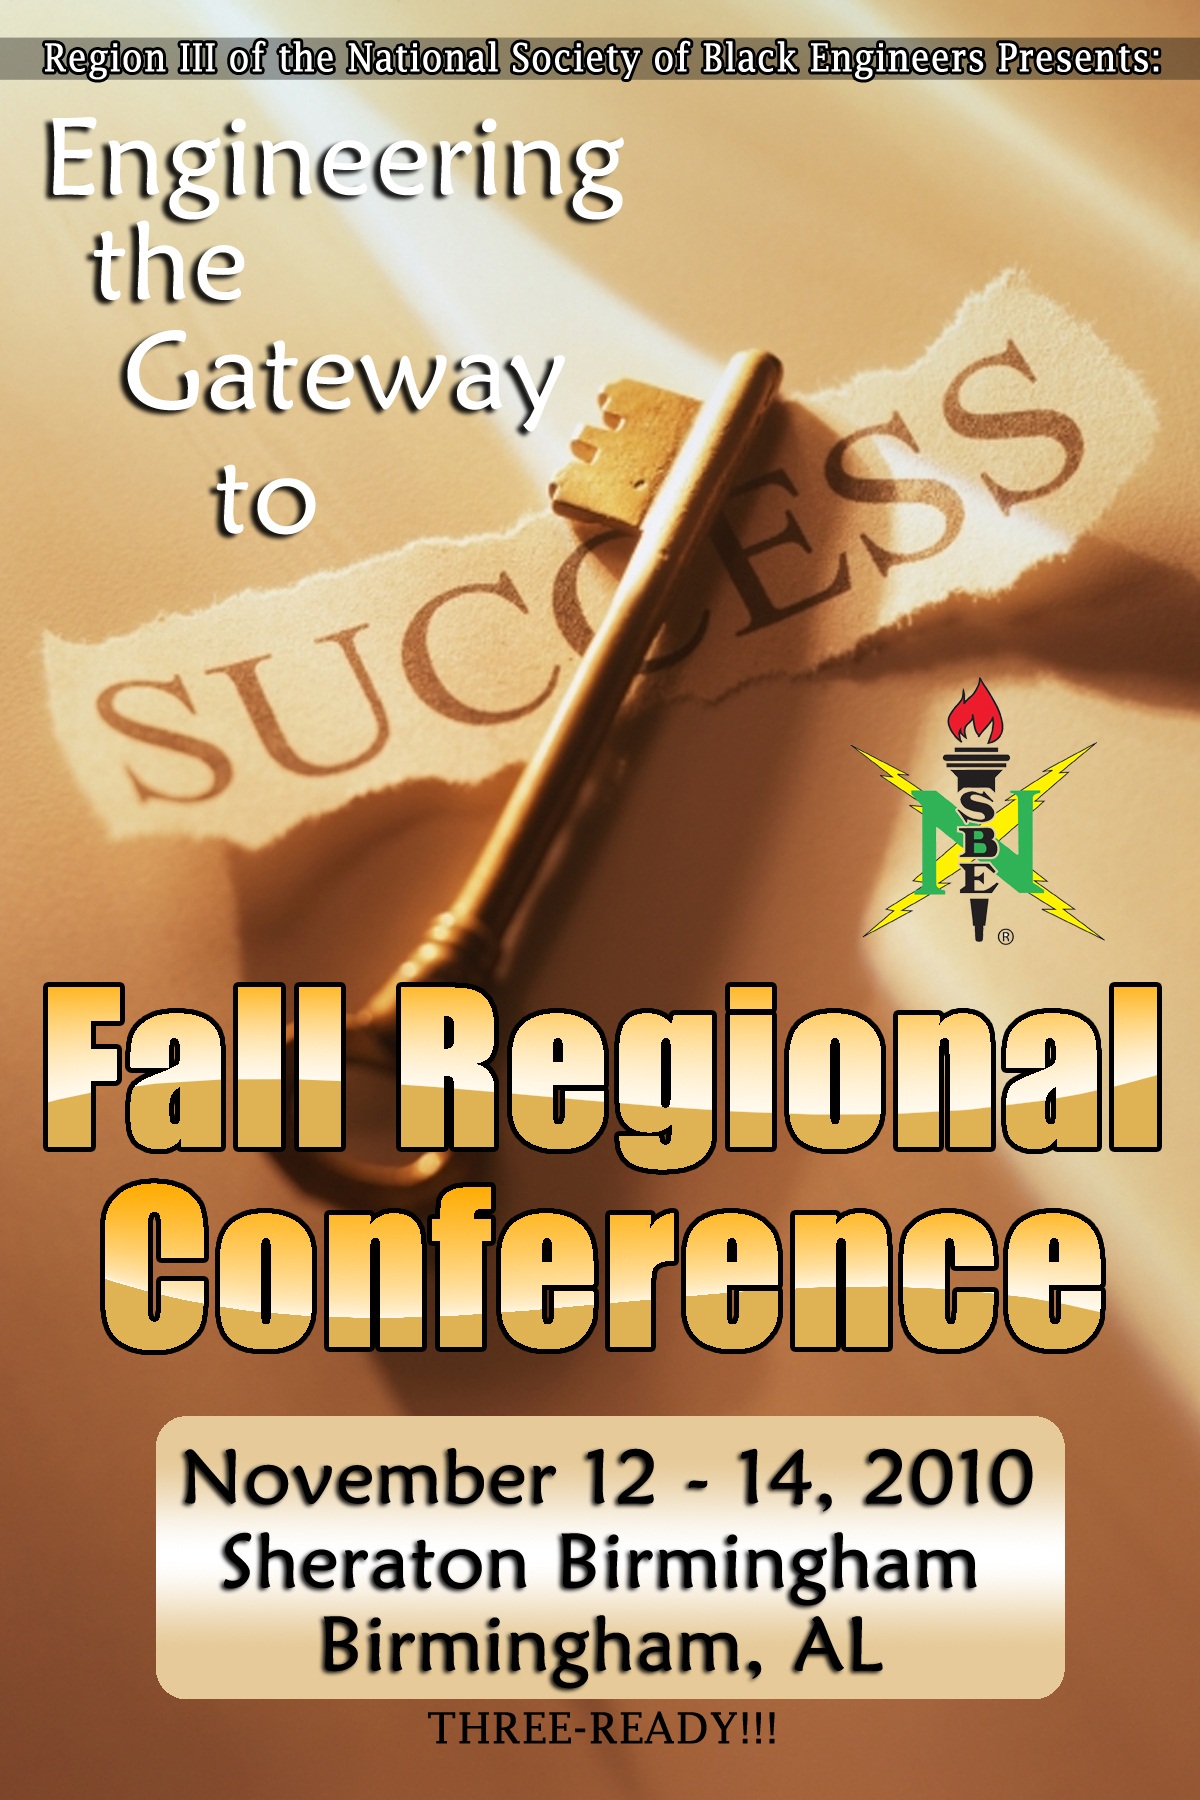 Region III of the National Society of Black Engineers Presents:
Engineering
the
Gateway
to
SUCCESS
N
SBE
®
Fall Regional
Conference
November 12 - 14, 2010
Sheraton Birmingham
Birmingham, AL
THREE-READY!!!